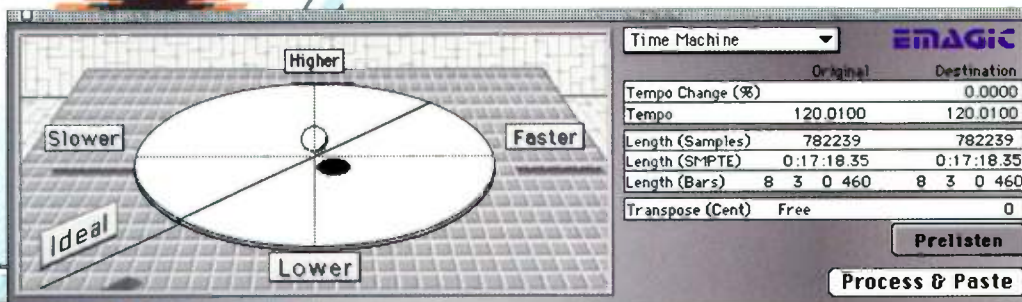 Higher
Slower
Faster
Ideal
Lower
Time Machine
EMAGIC
Original Destination
Tempo Change (%) 0.0000
Tempo 120.0100 120.0100
Length (Samples) 782239 782239
Length (SMPTE) 0:17:18.35 0:17:18.35
Length (Bars) 8 3 0 460 8 3 0 460
Transpose (Cent) Free 0
Prelisten
Process & Paste